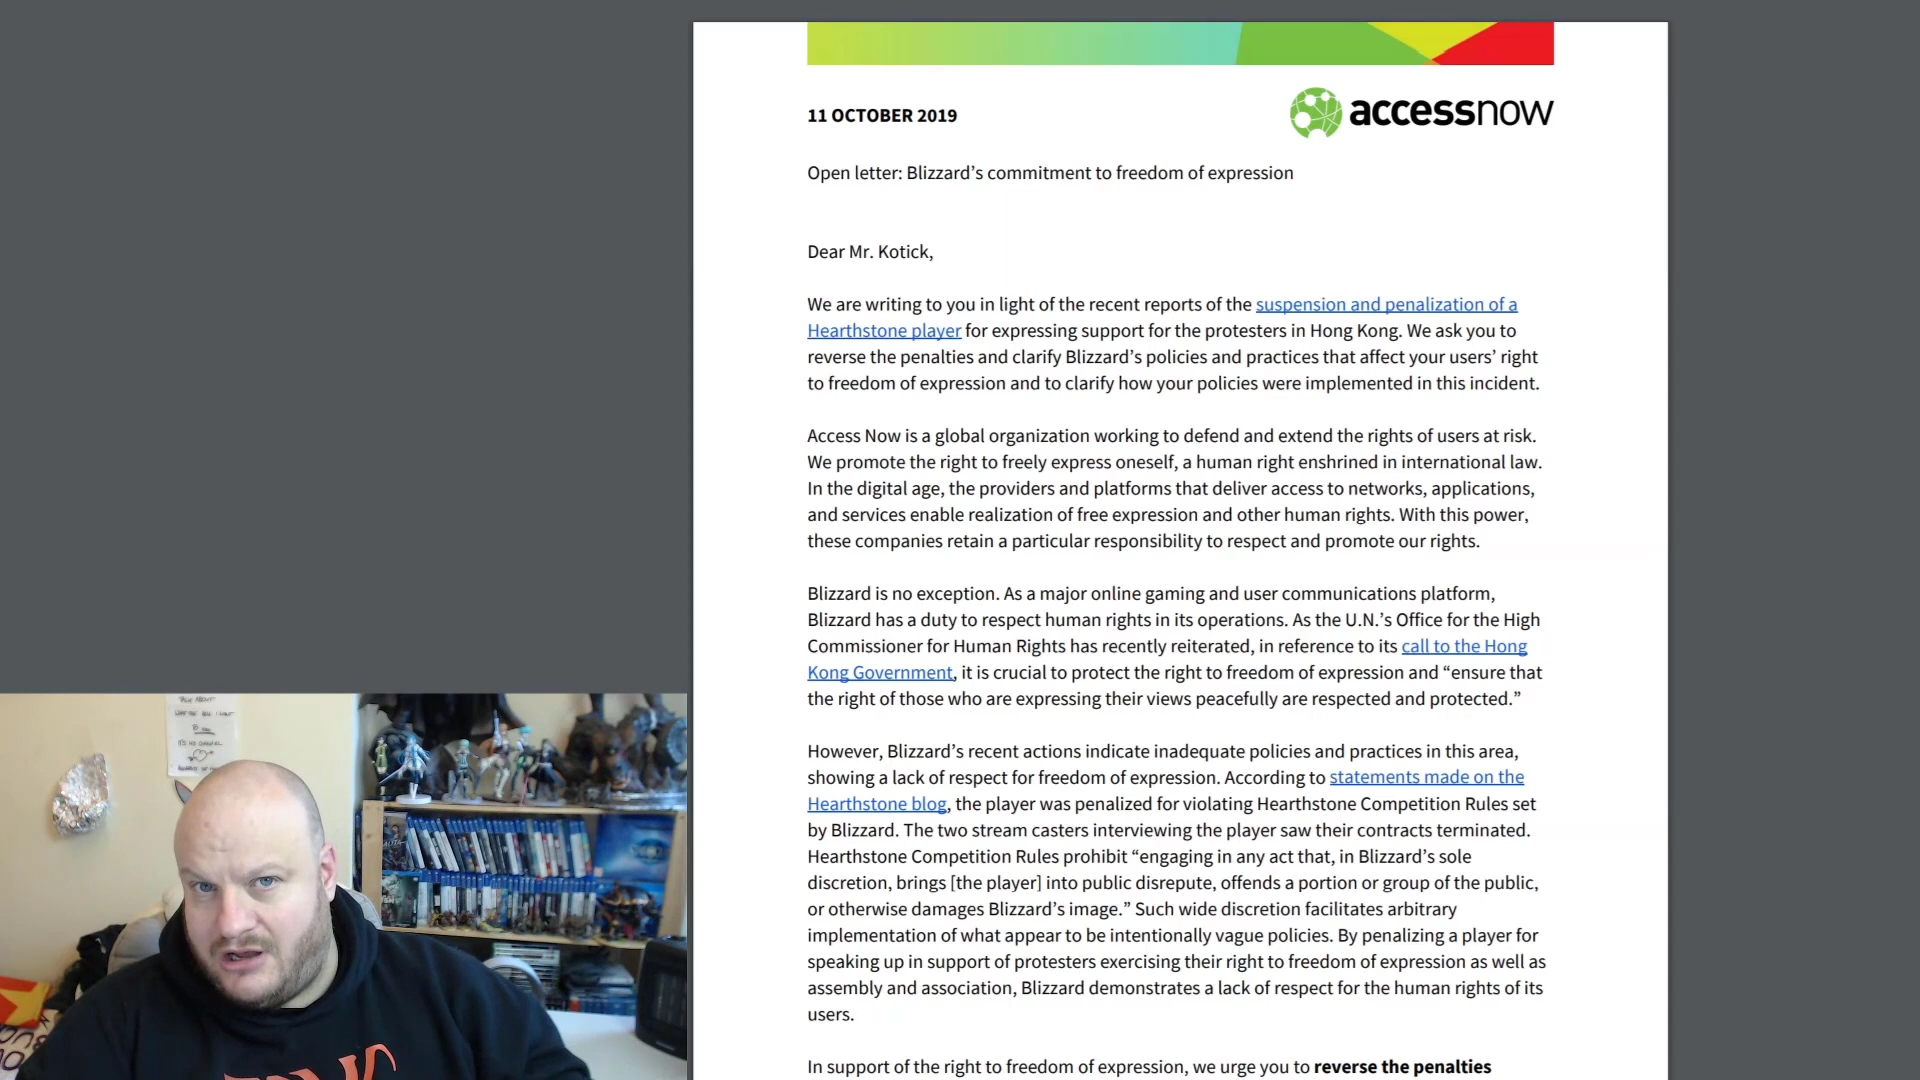 11 OCTOBER 2019
accessnow
Open letter: Blizzard’s commitment to freedom of expression
Dear Mr. Kotick,
We are writing to you in light of the recent reports of the suspension and penalization of a
Hearthstone player for expressing support for the protesters in Hong Kong. We ask you to
reverse the penalties and clarify Blizzard’s policies and practices that affect your users’ right
to freedom of expression and to clarify how your policies were implemented in this incident.
Access Now is a global organization working to defend and extend the rights of users at risk.
We promote the right to freely express oneself, a human right enshrined in international law.
In the digital age, the providers and platforms that deliver access to networks, applications,
and services enable realization of free expression and other human rights. With this power,
these companies retain a particular responsibility to respect and promote our rights.
Blizzard is no exception. As a major online gaming and user communications platform,
Blizzard has a duty to respect human rights in its operations. As the U.N.’s Office for the High
Commissioner for Human Rights has recently reiterated, in reference to its call to the Hong
Kong Government, it is crucial to protect the right to freedom of expression and “ensure that
the right of those who are expressing their views peacefully are respected and protected.”
However, Blizzard’s recent actions indicate inadequate policies and practices in this area,
showing a lack of respect for freedom of expression. According to statements made on the
Hearthstone blog, the player was penalized for violating Hearthstone Competition Rules set
by Blizzard. The two stream casters interviewing the player saw their contracts terminated.
Hearthstone Competition Rules prohibit “engaging in any act that, in Blizzard’s sole
discretion, brings [the player] into public disrepute, offends a portion or group of the public,
or otherwise damages Blizzard’s image.” Such wide discretion facilitates arbitrary
implementation of what appear to be intentionally vague policies. By penalizing a player for
speaking up in support of protesters exercising their right to freedom of expression as well as
assembly and association, Blizzard demonstrates a lack of respect for the human rights of its
users.
In support of the right to freedom of expression, we urge you to reverse the penalties